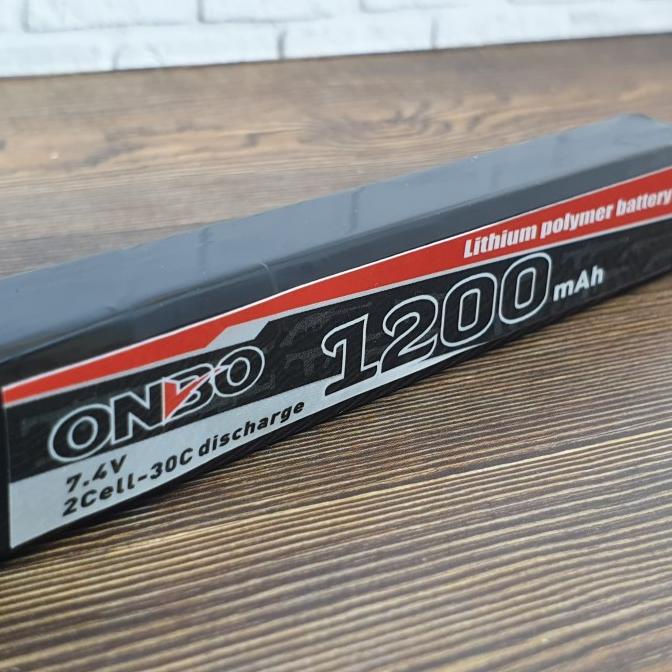 Lithium polymer battery
ONBO
1200mAh
7.4V
2Cell-30C discharge